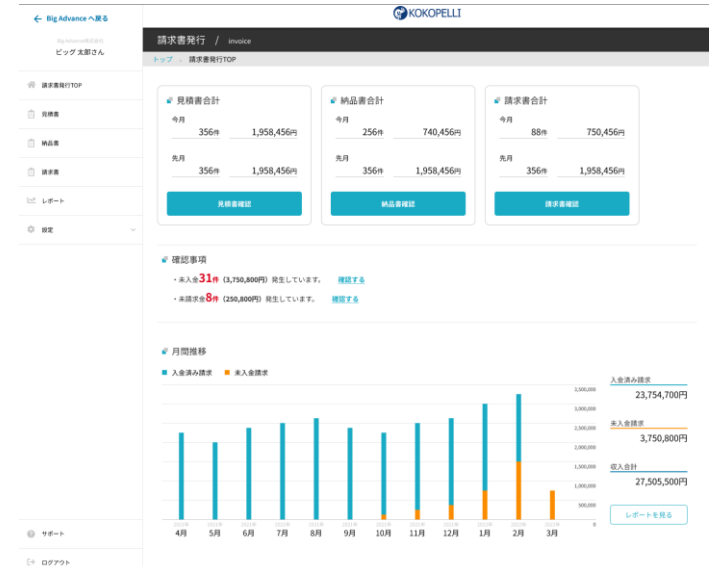 ← Big Advance へ戻る
Big Advance株式会社
ビッグ 太郎さん
請求書発行TOP
見積書
納品書
請求書
レポート
設定
サポート
ログアウト
KOKOPELLI
請求書発行 / invoice
トップ 請求書発行TOP
見積書合計
今月
356件 1,958,456円
先月
356件 1,958,456円
見積書確認
納品書合計
今月
256件 740,456円
先月
356件 1,958,456円
納品書確認
請求書合計
今月
88件 750,456円
先月
356件 1,958,456円
請求書確認
確認事項
・未入金31件（3,750,800円）発生しています。 確認する
・未請求金8件（250,800円）発生しています。 確認する
月間推移
入金済み請求 未入金請求
3,500,000
3,000,000
2,500,000
2,000,000
1,500,000
1,000,000
500,000
0
4月 5月 6月 7月 8月 9月 10月 11月 12月 1月 2月 3月
入金済み請求
23,754,700円
未入金請求
3,750,800円
収入合計
27,505,500円
レポートを見る